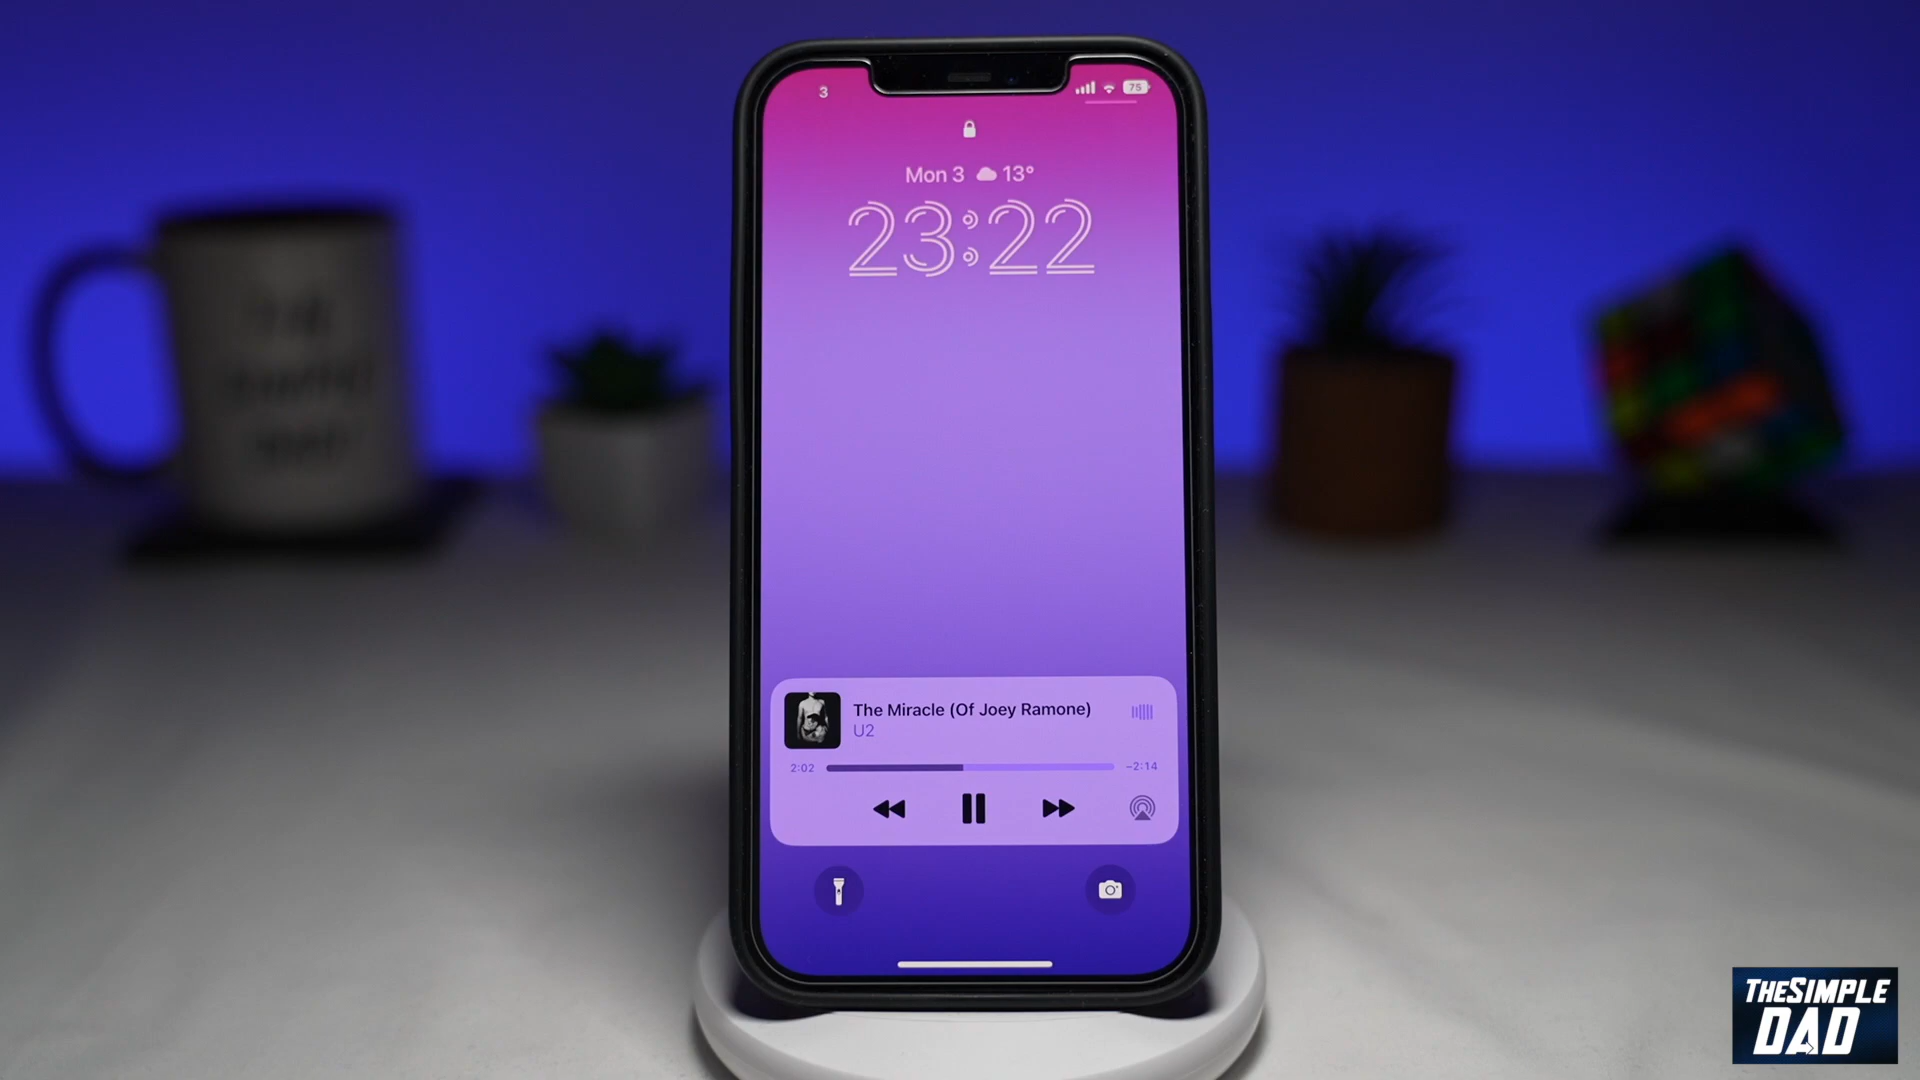 3
75
Mon 3 13°
23:22
The Miracle (Of Joey Ramone)
U2
2:02
-2:14
THESIMPLE
DAD